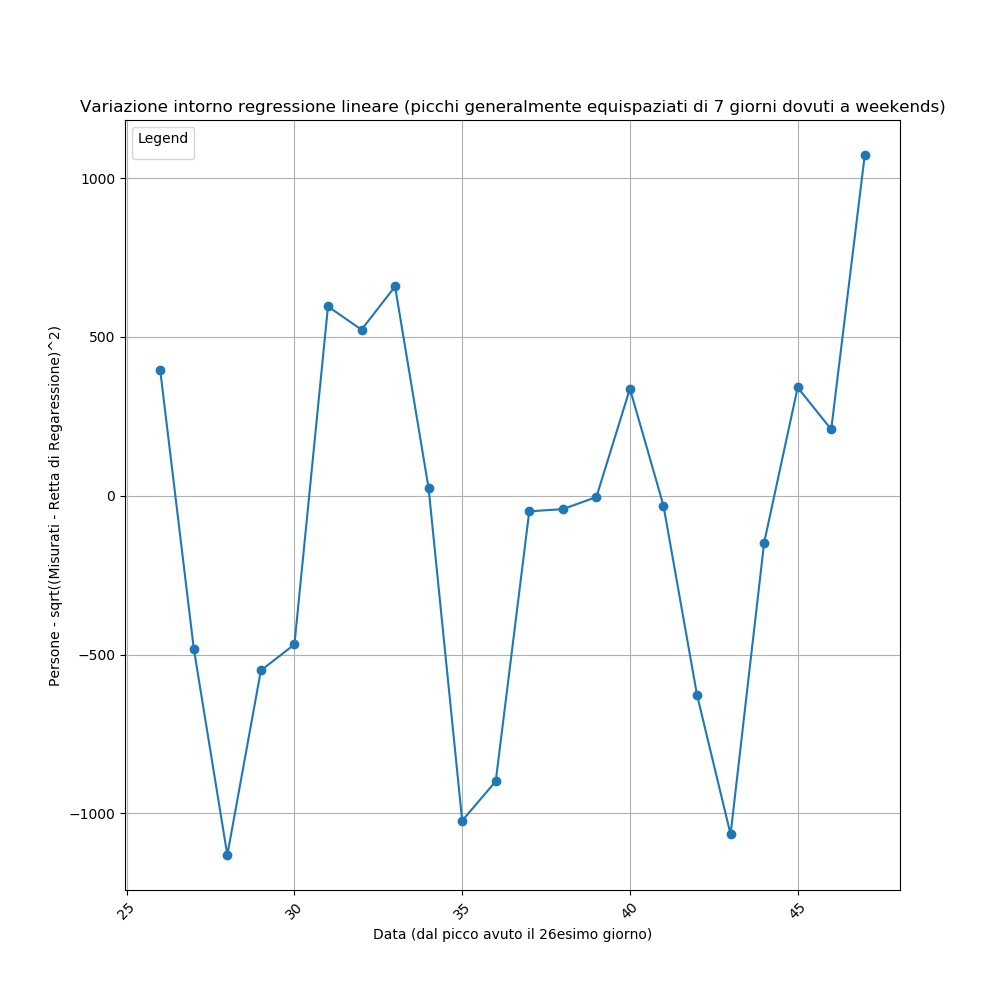 Variazione intorno regressione lineare (picchi generalmente equispaziati di 7 giorni dovuti a weekends)
Legend
1000
500
0
−500
−1000
Persone - sqrt((Misurati - Retta di Regaressione)^2)
25
30
35
40
45
Data (dal picco avuto il 26esimo giorno)